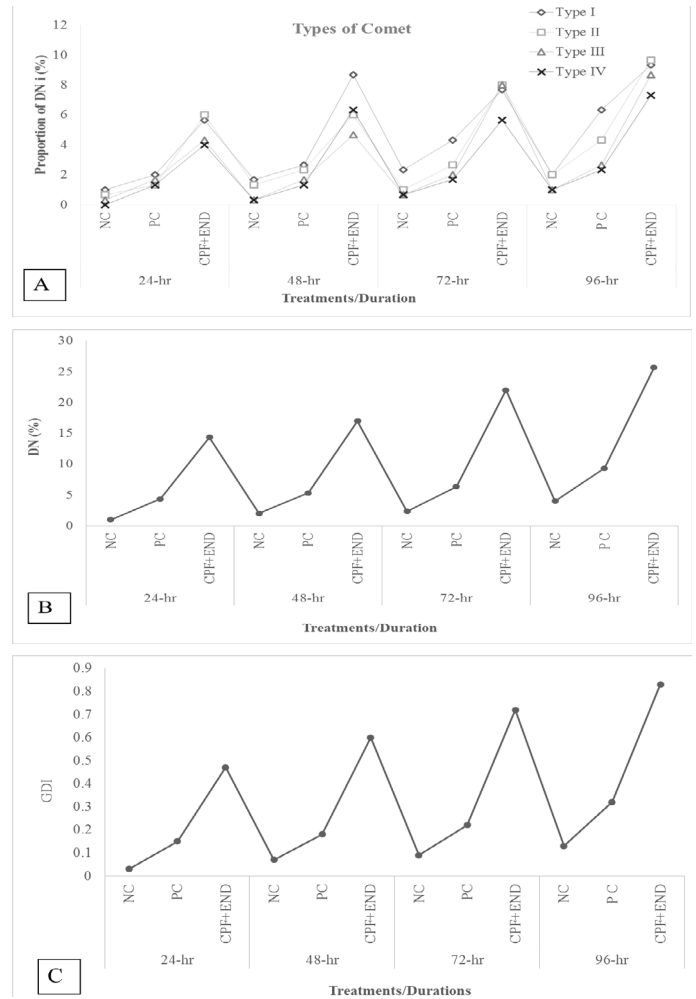 Types of Comet
Type I
Type II
Type III
Type IV
Proportion of DN i (%)
12
10
8
6
4
2
0
NC PC CPF+END NC PC CPF+END NC PC CPF+END NC P C CPF+END
24-hr 48-hr 72-hr 96-hr
Treatments/Duration
A
DN (%)
30
25
20
15
10
5
0
NC PC CPF+END NC PC CPF+END NC PC CPF+END NC P C CPF+END
24-hr 48-hr 72-hr 96-hr
Treatments/Duration
B
GDI
0.9
0.8
0.7
0.6
0.5
0.4
0.3
0.2
0.1
0
NC PC CPF+END NC PC CPF+END NC PC CPF+END NC P C CPF+END
24-hr 48-hr 72-hr 96-hr
Treatments/Durations
C